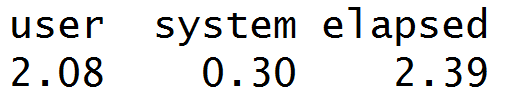 user system elapsed
2.08 0.30 2.39